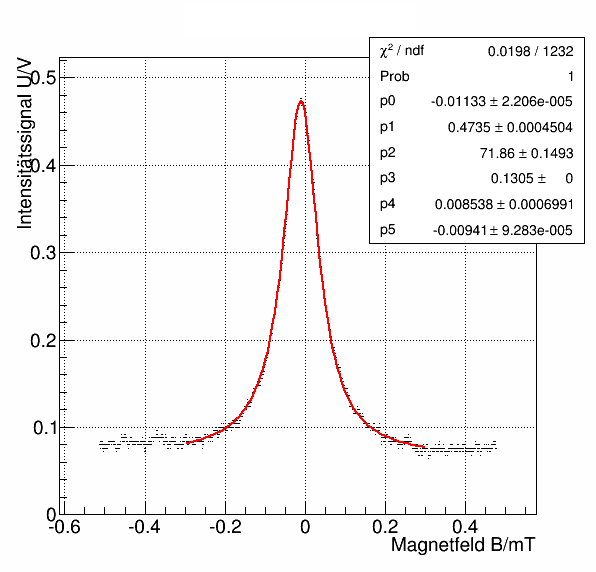 χ² / ndf 0.0198 / 1232
Prob 1
p0 -0.01133 ± 2.206e-005
p1 0.4735 ± 0.0004504
p2 71.86 ± 0.1493
p3 0.1305 ± 0
p4 0.008538 ± 0.0006991
p5 -0.00941 ± 9.283e-005
Intensitätssignal U/V
0.5
0.4
0.3
0.2
0.1
0
-0.6 -0.4 -0.2 0 0.2 0.4
Magnetfeld B/mT